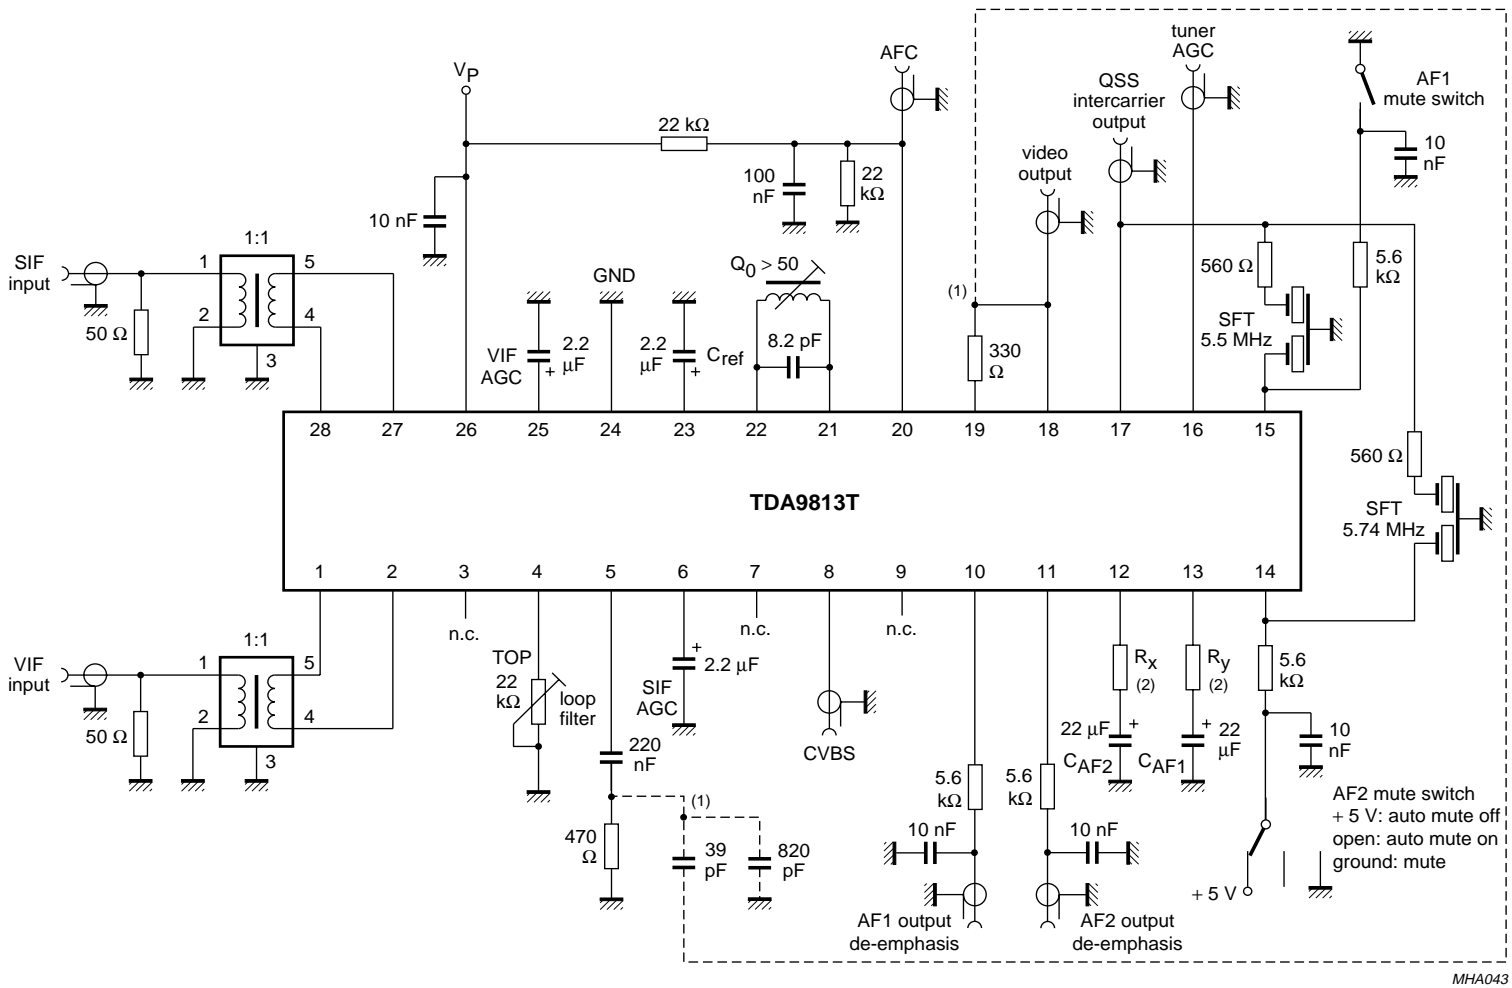 tuner
AGC
AFC
VP
QSS
intercarrier
output
AF1
mute switch
22 kΩ
video
output
10
nF
100
nF
22
kΩ
10 nF
1:1
SIF
input
1
5
2
4
3
50 Ω
GND
Q0 > 50
(1)
560 Ω
5.6
kΩ
SFT
5.5 MHz
VIF
AGC
2.2
µF
+
2.2
µF
+
Cref
8.2 pF
330
Ω
28 27 26 25 24 23 22 21 20 19 18 17 16 15
560 Ω
SFT
5.74 MHz
TDA9813T
1 2 3 4 5 6 7 8 9 10 11 12 13 14
n.c.
n.c.
n.c.
1:1
VIF
input
1
5
2
4
3
50 Ω
TOP
22
kΩ
loop
filter
+
2.2 µF
SIF
AGC
CVBS
Rx
(2)
Ry
(2)
5.6
kΩ
22 µF
+
CAF2
+
22
µF
CAF1
10
nF
220
nF
(1)
470
Ω
39
pF
820
pF
5.6
kΩ
5.6
kΩ
10 nF
10 nF
AF1 output
de-emphasis
AF2 output
de-emphasis
AF2 mute switch
+ 5 V: auto mute off
open: auto mute on
ground: mute
+ 5 V
MHA043